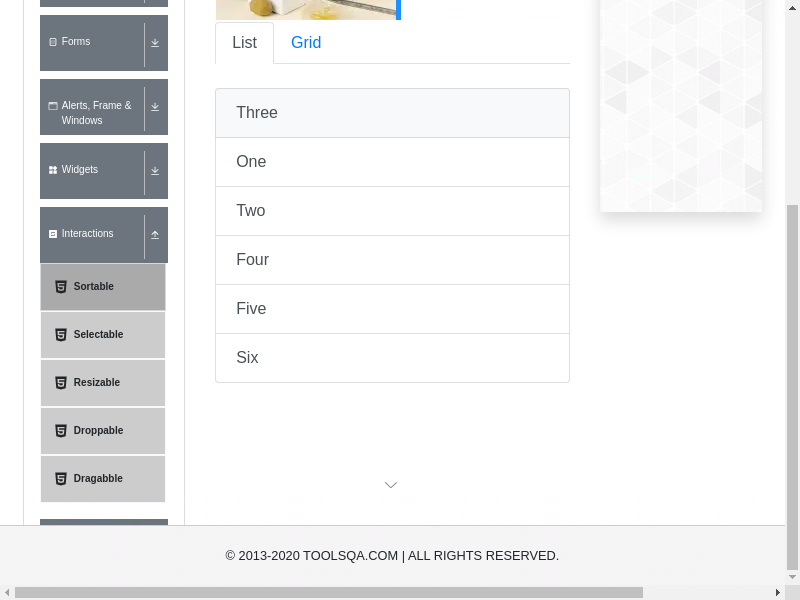 Forms
Alerts, Frame &
Windows
Widgets
Interactions
Sortable
Selectable
Resizable
Droppable
Dragabble
List
Grid
Three
One
Two
Four
Five
Six
© 2013-2020 TOOLSQA.COM | ALL RIGHTS RESERVED.